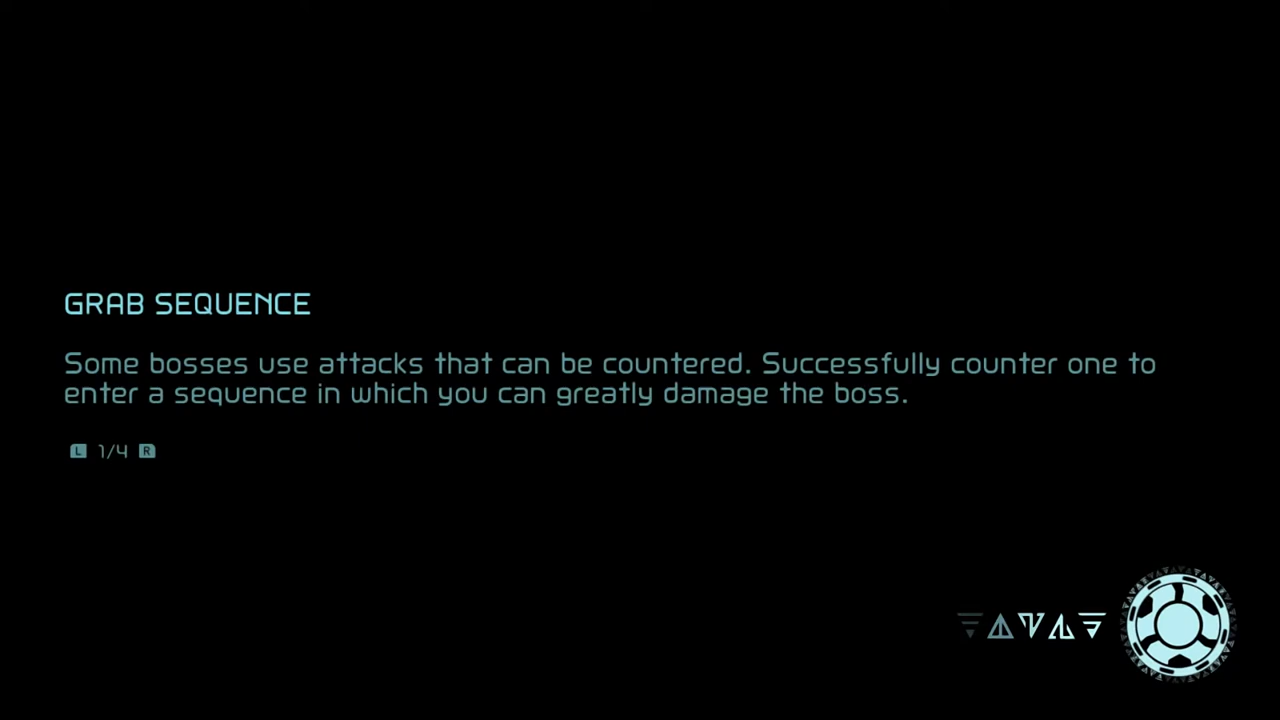 GRAB SEQUENCE
Some bosses use attacks that can be countered. Successfully counter one to
enter a sequence in which you can greatly damage the boss.
L 1/4 R